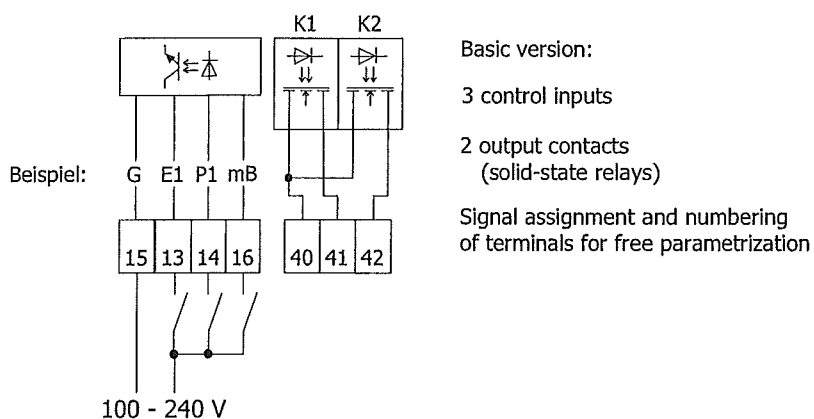 K1 K2
Basic version:
3 control inputs
2 output contacts
(solid-state relays)
Beispiel: G E1 P1 mB
Signal assignment and numbering
of terminals for free parametrization
15 13 14 16 40 41 42
100 - 240 V